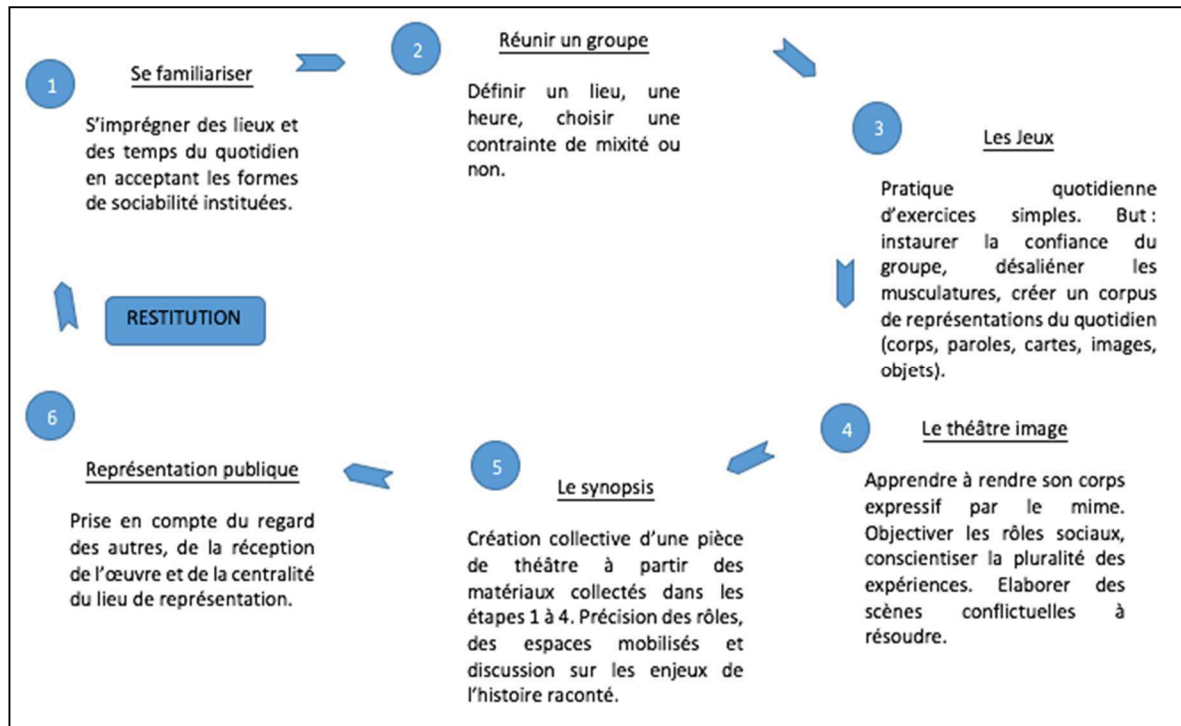 1
Se familiariser
S'imprégner des lieux et
des temps du quotidien
en acceptant les formes
de sociabilité instituées.
2
Réunir un groupe
Définir un lieu, une
heure, choisir une
contrainte de mixité ou
non.
3
Les Jeux
Pratique quotidienne
d'exercices simples. But :
instaurer la confiance du
groupe, désaliéner les
musculatures, créer un corpus
de représentations du quotidien
(corps, paroles, cartes, images,
objets).
4
Le théâtre image
Apprendre à rendre son corps
expressif par le mime.
Objectiver les rôles sociaux,
conscientiser la pluralité des
expériences. Elaborer des
scènes conflictuelles à
résoudre.
5
Le synopsis
Création collective d'une pièce
de théâtre à partir des
matériaux collectés dans les
étapes 1 à 4. Précision des rôles,
des espaces mobilisés et
discussion sur les enjeux de
l'histoire raconté.
6
Représentation publique
Prise en compte du regard
des autres, de la réception
de l'œuvre et de la centralité
du lieu de représentation.
RESTITUTION